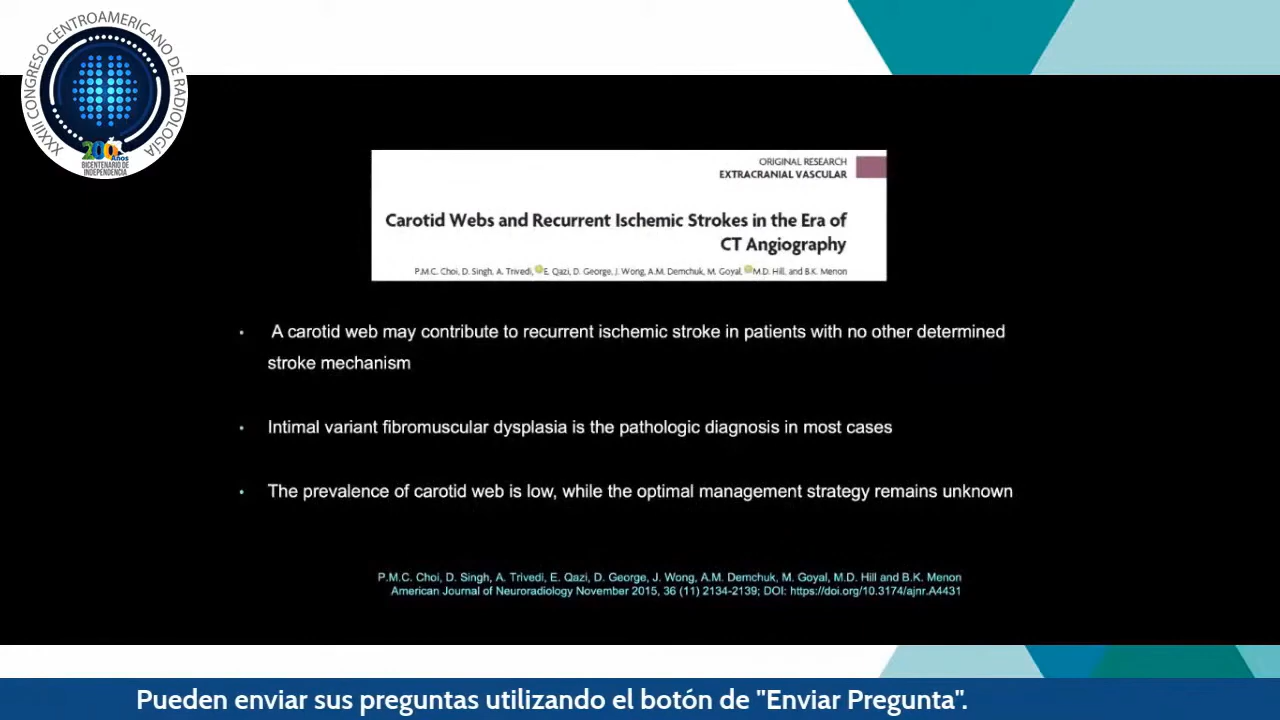 XXXII CONGRESO CENTROAMERICANO DE RADIOLOGÍA
200 Años
BICENTENARIO DE
INDEPENDENCIA
ORIGINAL RESEARCH
EXTRACRANIAL VASCULAR
Carotid Webs and Recurrent Ischemic Strokes in the Era of
CT Angiography
P.M.C. Choi, D. Singh, A. Trivedi, E. Qazi, D. George, J. Wong, A.M. Demchuk, M. Goyal, M.D. Hill, and B.K. Menon
• A carotid web may contribute to recurrent ischemic stroke in patients with no other determined
stroke mechanism
• Intimal variant fibromuscular dysplasia is the pathologic diagnosis in most cases
• The prevalence of carotid web is low, while the optimal management strategy remains unknown
P.M.C. Choi, D. Singh, A. Trivedi, E. Qazi, D. George, J. Wong, A.M. Demchuk, M. Goyal, M.D. Hill and B.K. Menon
American Journal of Neuroradiology November 2015, 36 (11) 2134-2139; DOI: https://doi.org/10.3174/ajnr.A4431
Pueden enviar sus preguntas utilizando el botón de "Enviar Pregunta".